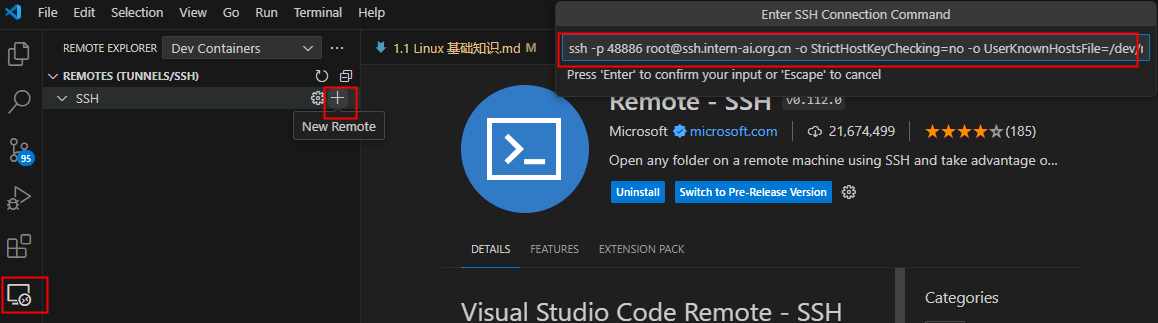 File Edit Selection View Go Run Terminal Help
Enter SSH Connection Command
ssh -p 48886 root@ssh.intern-ai.org.cn -o StrictHostKeyChecking=no -o UserKnownHostsFile=/dev/
Press 'Enter' to confirm your input or 'Escape' to cancel
REMOTE EXPLORER
Dev Containers
REMOTES (TUNNELS/SSH)
SSH
New Remote
95
1.1 Linux 基础知识.md M
Remote - SSH v0.112.0
Microsoft microsoft.com 21,674,499 (185)
Open any folder on a remote machine using SSH and take advantage o...
Uninstall Switch to Pre-Release Version
DETAILS FEATURES EXTENSION PACK
Visual Studio Code Remote - SSH
Categories